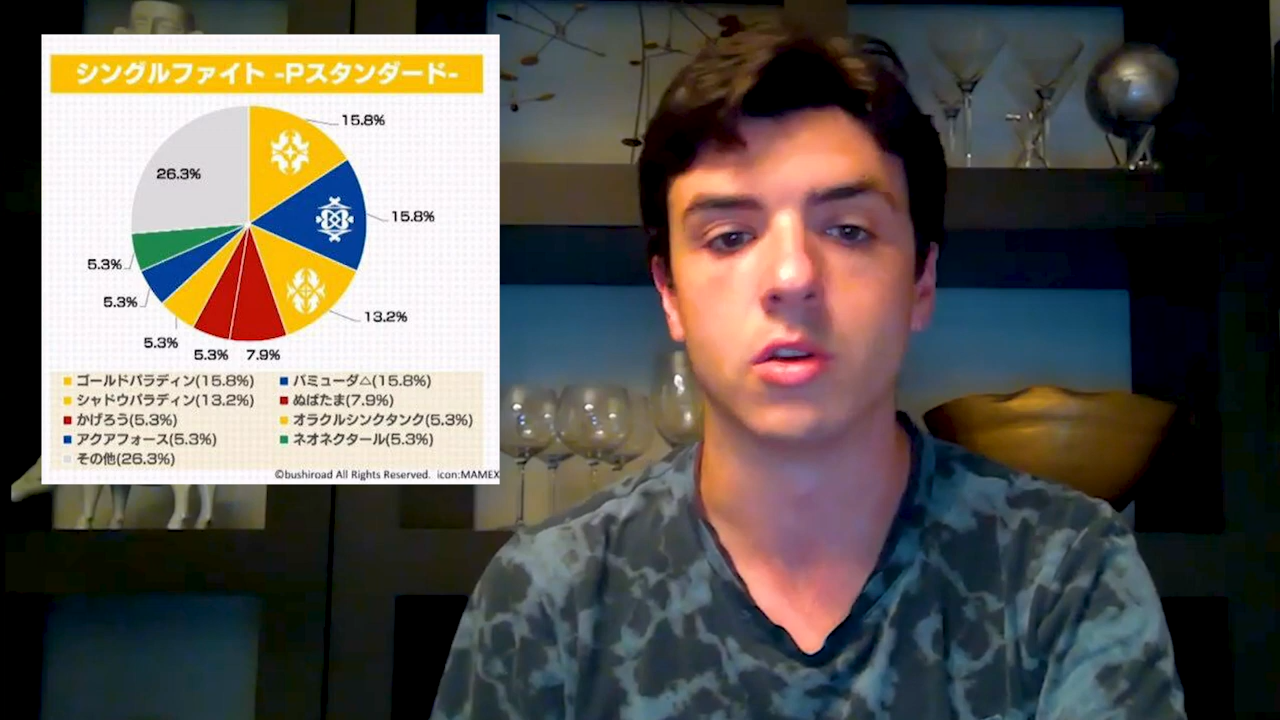 シングルファイト -Pスタンダード-
15.8%
15.8%
13.2%
7.9%
5.3%
5.3%
5.3%
5.3%
26.3%
ゴールドパラディン(15.8%) バミューダ△(15.8%)
シャドウパラディン(13.2%) ぬばたま(7.9%)
かげろう(5.3%) オラクルシンクタンク(5.3%)
アクアフォース(5.3%) ネオネクタール(5.3%)
その他(26.3%)
©bushiroad All Rights Reserved. icon:MAMEX